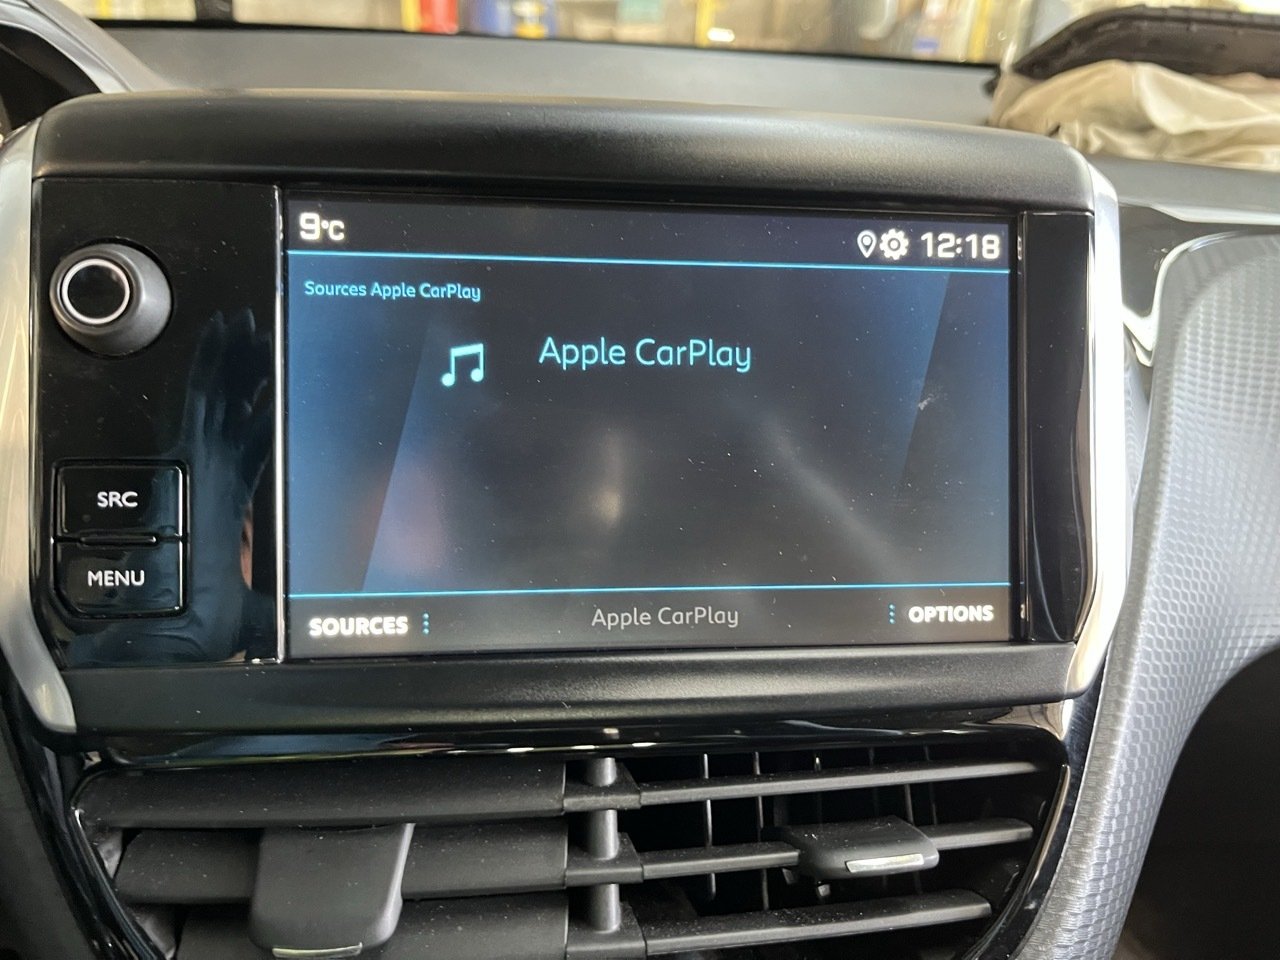 9°C
12:18
Sources Apple CarPlay
Apple CarPlay
SRC
MENU
SOURCES
Apple CarPlay
OPTIONS